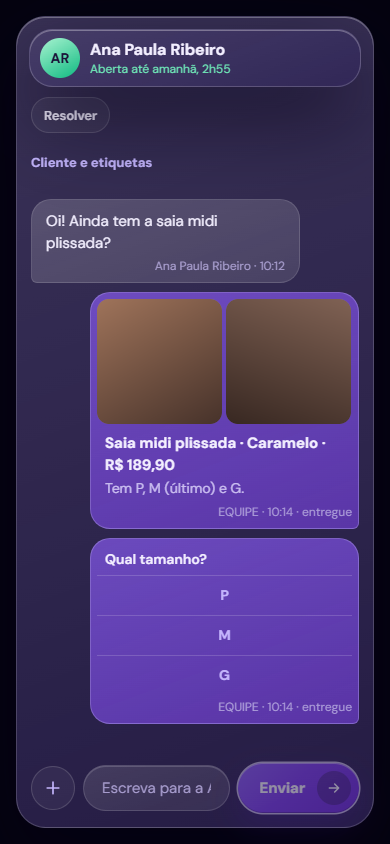 AR
Ana Paula Ribeiro
Aberta até amanhã, 2h55
Resolver
Cliente e etiquetas
Oi! Ainda tem a saia midi
plissada?
Ana Paula Ribeiro · 10:12
Saia midi plissada · Caramelo ·
R$ 189,90
Tem P, M (último) e G.
EQUIPE · 10:14 · entregue
Qual tamanho?
P
M
G
EQUIPE · 10:14 · entregue
Escreva para a
Enviar